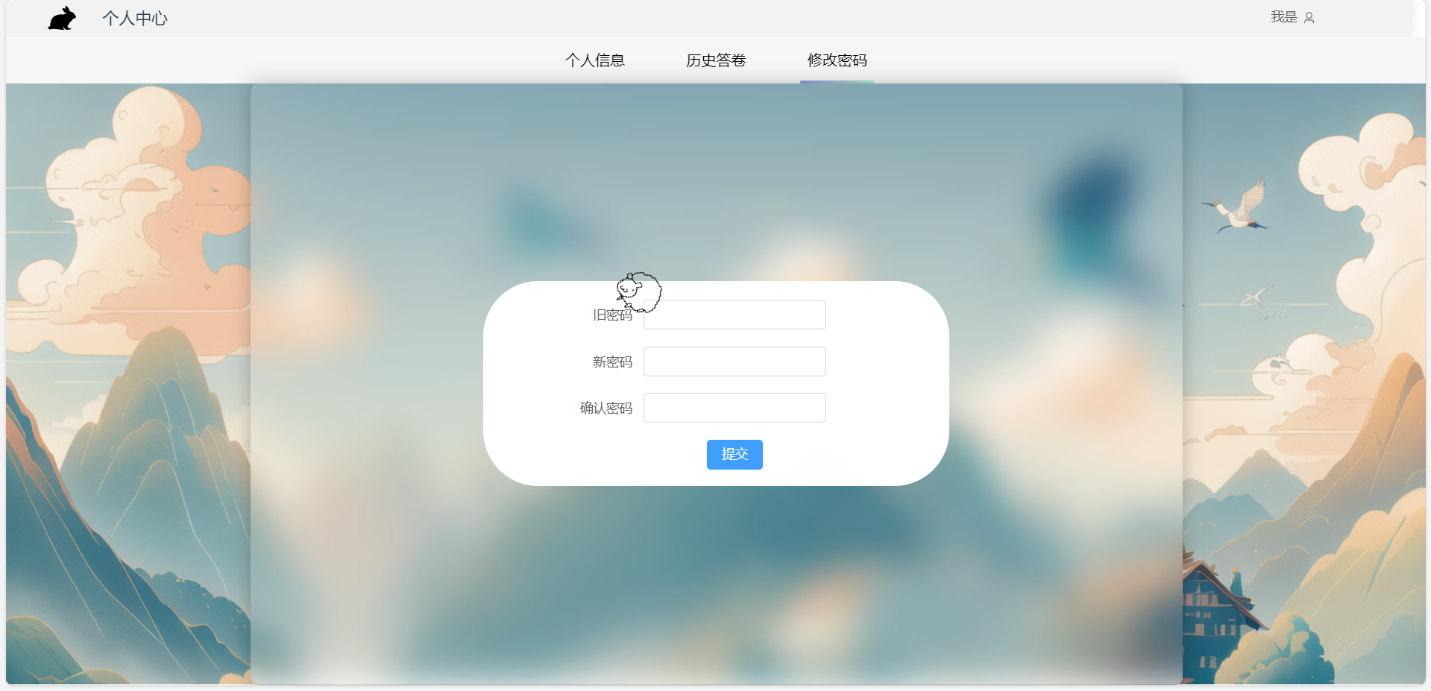 个人中心
我是
个人信息 历史答卷 修改密码
旧密码
新密码
确认密码
提交